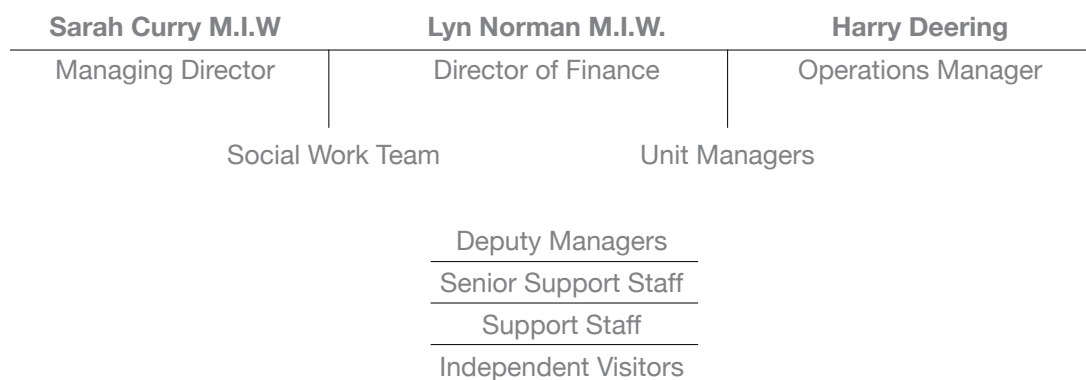 Sarah Curry M.I.W Lyn Norman M.I.W. Harry Deering
Managing Director Director of Finance Operations Manager
Social Work Team Unit Managers
Deputy Managers
Senior Support Staff
Support Staff
Independent Visitors